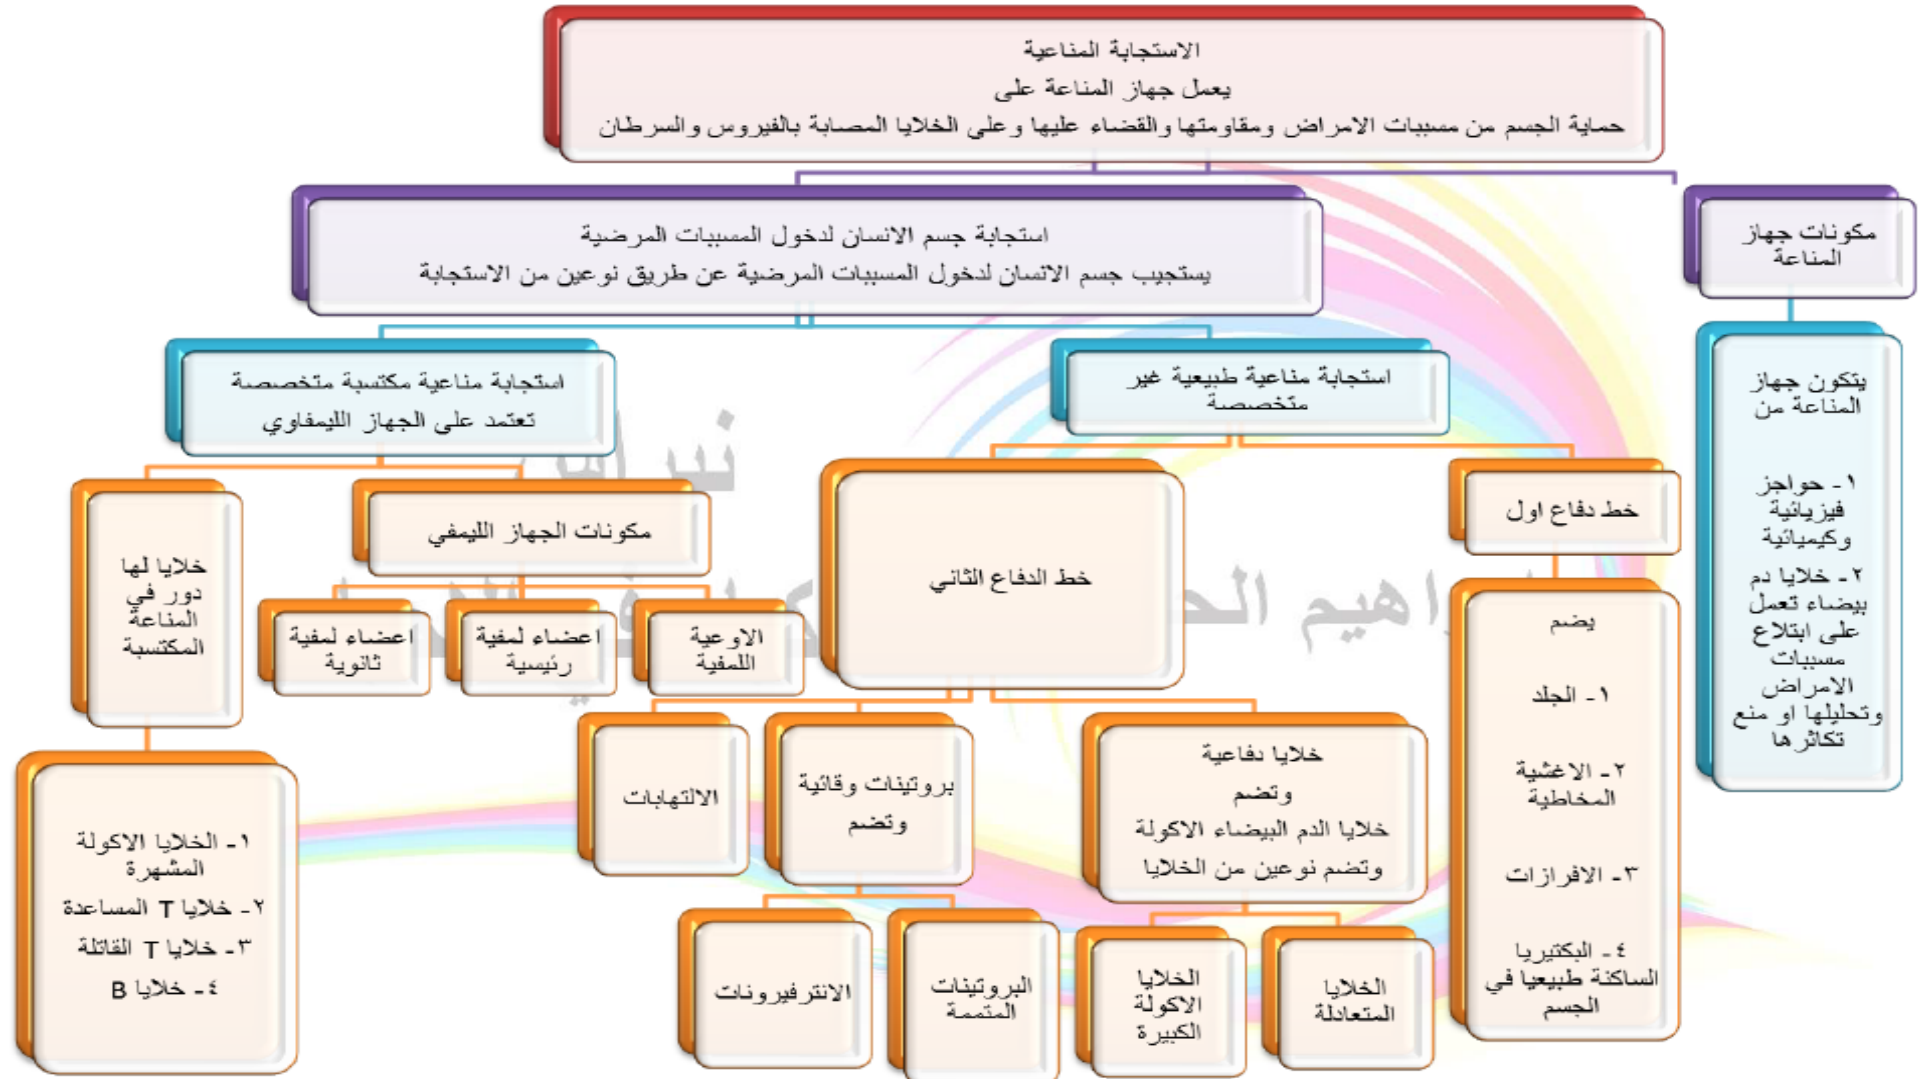 الاستجابة المناعية
يعمل جهاز المناعة على
حماية الجسم من مسببات الامراض ومقاومتها والقضاء عليها وعلى الخلايا المصابة بالفيروس والسرطان
مكونات جهاز
المناعة
يتكون جهاز
المناعة من
١- حواجز
فيزيائية
وكيميائية
٢- خلايا دم
بيضاء تعمل
على ابتلاع
مسببات
الامراض
وتحليلها او منع
تكاثرها
استجابة جسم الانسان لدخول المسببات المرضية
يستجيب جسم الانسان لدخول المسببات المرضية عن طريق نوعين من الاستجابة
استجابة مناعية طبيعية غير
متخصصة
خط دفاع اول
يضم
١- الجلد
٢- الاغشية
المخاطية
٣- الافرازات
٤- البكتيريا
الساكنة طبيعيا في
الجسم
خط الدفاع الثاني
خلايا دفاعية
وتضم
خلايا الدم البيضاء الاكولة
وتضم نوعين من الخلايا
الخلايا
المتعادلة
الخلايا
الاكولة
الكبيرة
بروتينات وقائية
وتضم
البروتينات
المتممة
الانترفيرونات
الالتهابات
استجابة مناعية مكتسبة متخصصة
تعتمد على الجهاز الليمفاوي
مكونات الجهاز الليمفي
الاوعية
اللمفية
اعضاء لمفية
رئيسية
اعضاء لمفية
ثانوية
خلايا لها
دور في
المناعة
المكتسبة
١- الخلايا الاكولة
المشهرة
٢- خلايا T المساعدة
٣- خلايا T القاتلة
٤- خلايا B